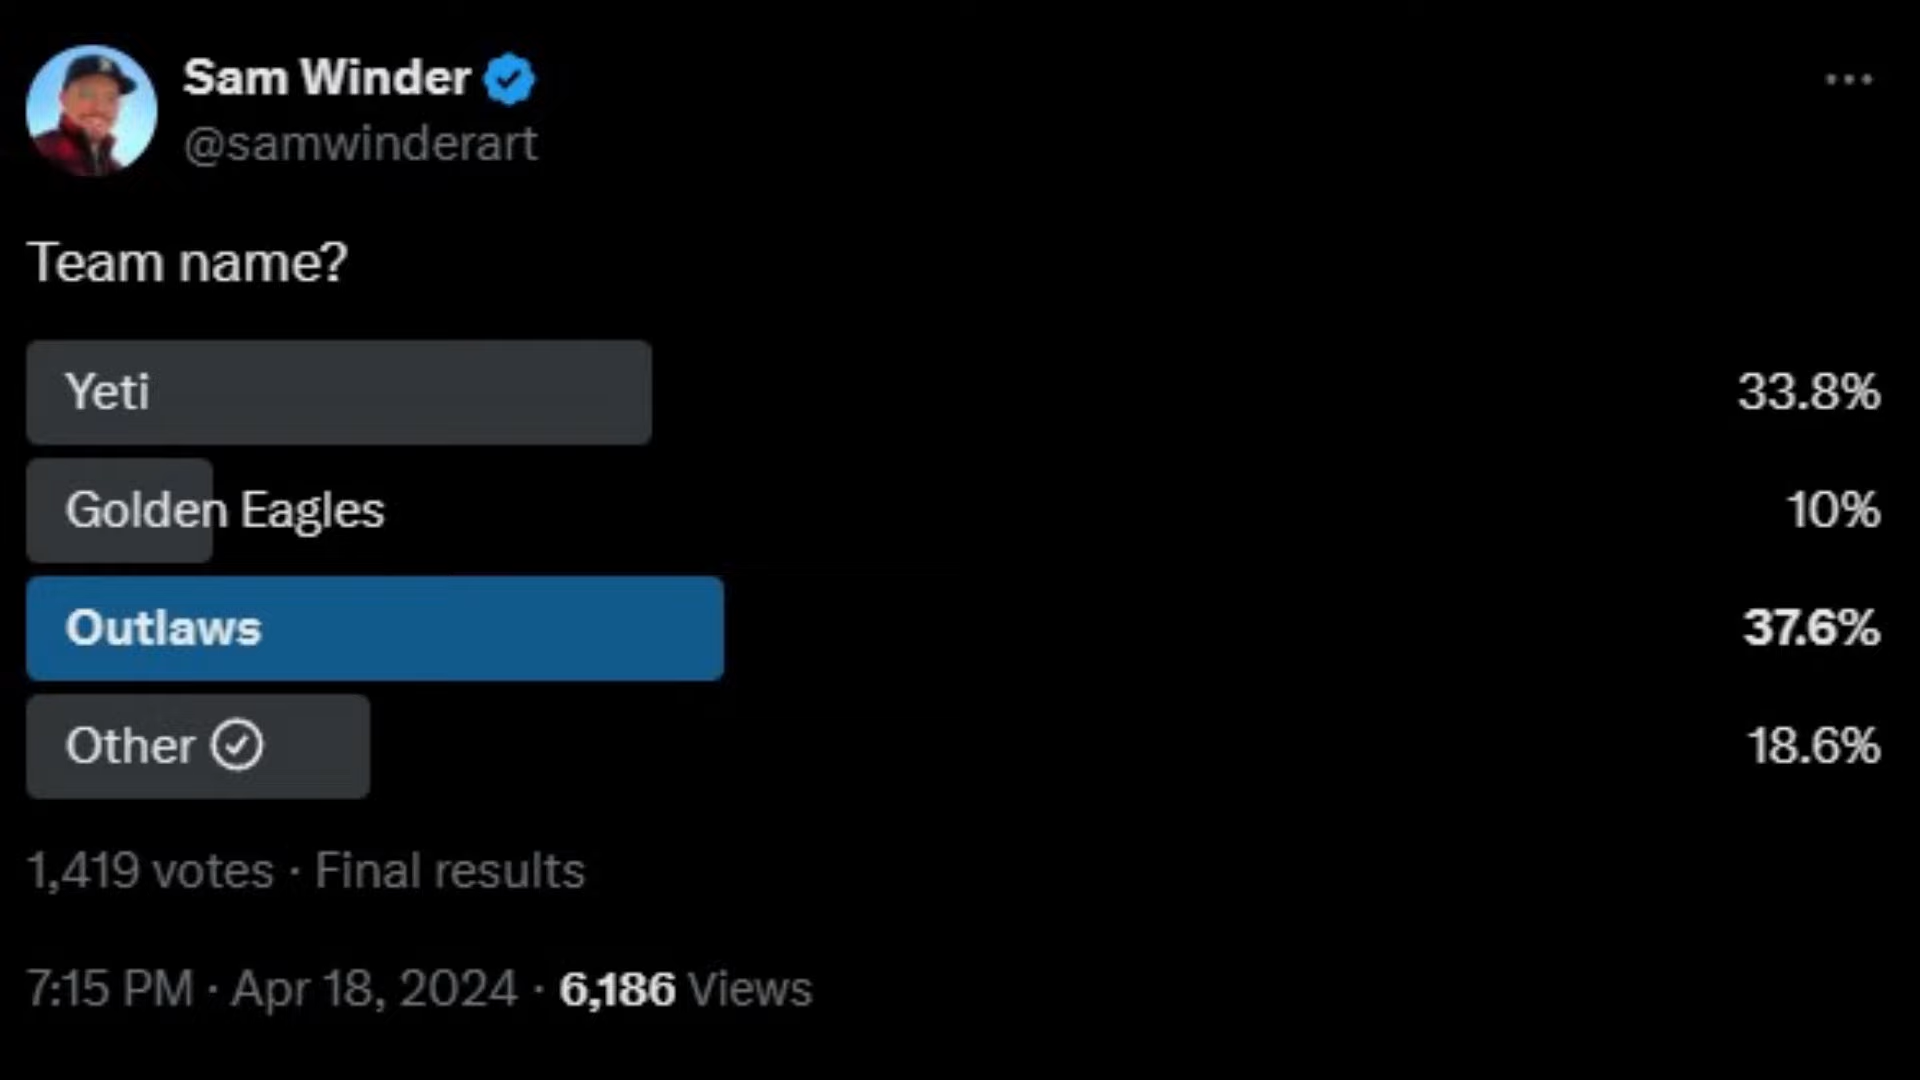 Sam Winder
@samwinderart
Team name?
Yeti 33.8%
Golden Eagles 10%
Outlaws 37.6%
Other 18.6%
1,419 votes · Final results
7:15 PM · Apr 18, 2024 · 6,186 Views